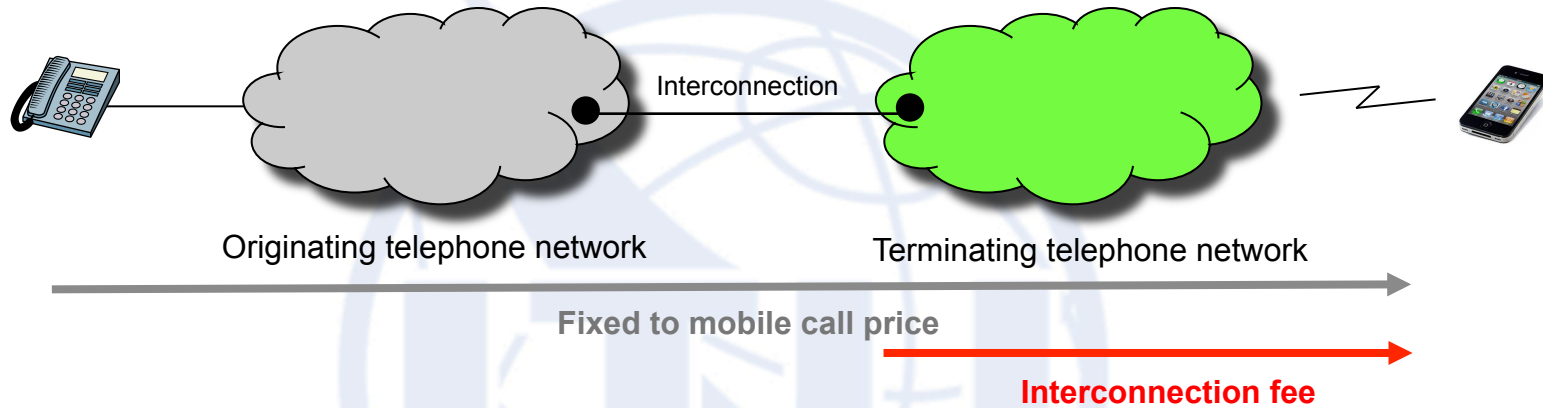 Interconnection
Originating telephone network
Terminating telephone network
Fixed to mobile call price
Interconnection fee